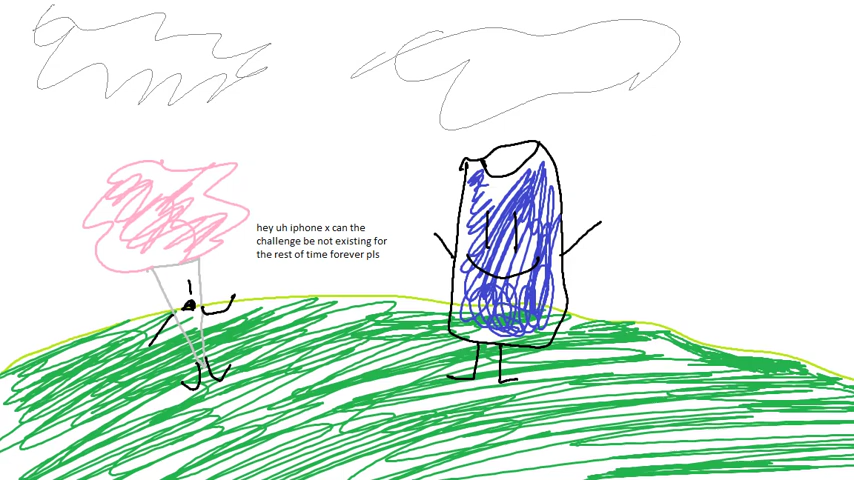 hey uh iphone x can the
challenge be not existing for
the rest of time forever pls